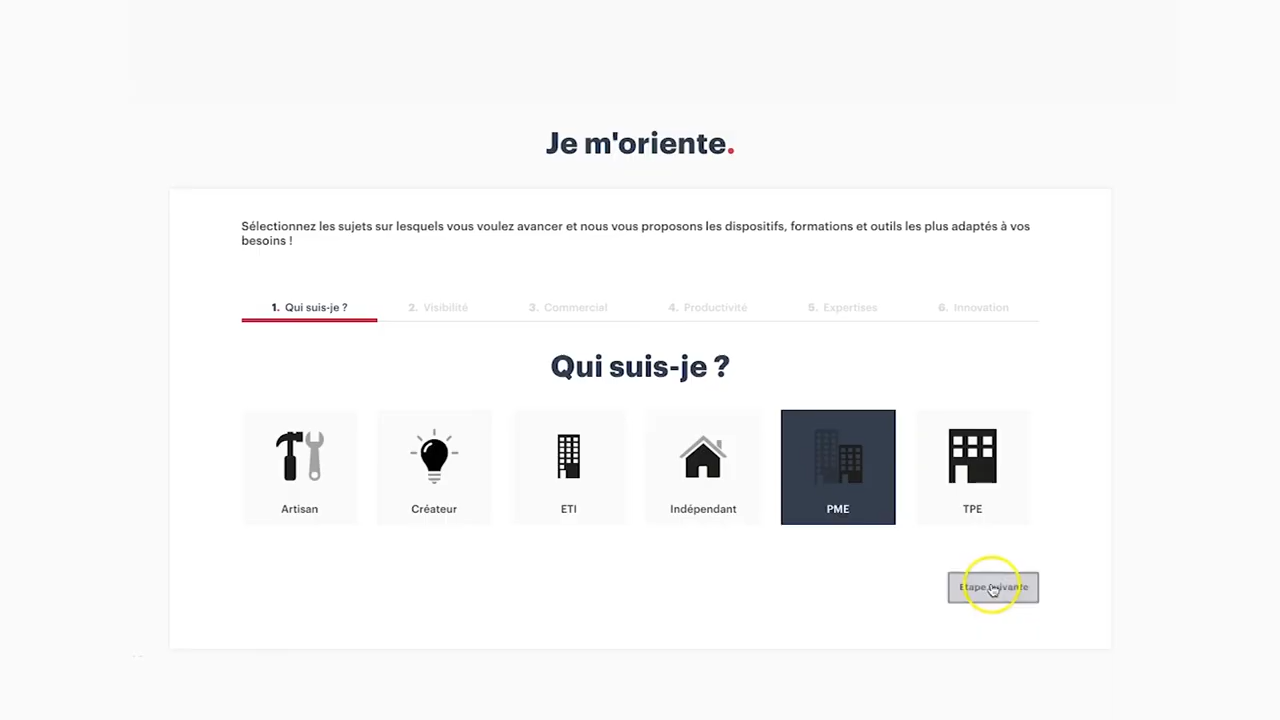 Je m'oriente.
Sélectionnez les sujets sur lesquels vous voulez avancer et nous vous proposons les dispositifs, formations et outils les plus adaptés à vos
besoins !
1. Qui suis-je ? 2. Visibilité 3. Commercial 4. Productivité 5. Expertises 6. Innovation
Qui suis-je ?
Artisan Créateur ETI Indépendant PME TPE
Etape suivante